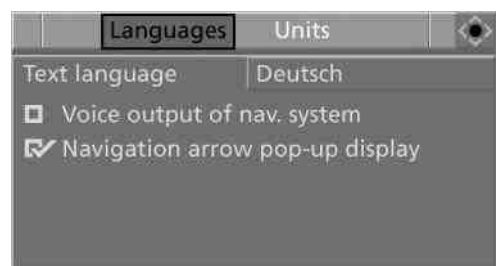 Languages Units
Text language Deutsch
Voice output of nav. system
Navigation arrow pop-up display